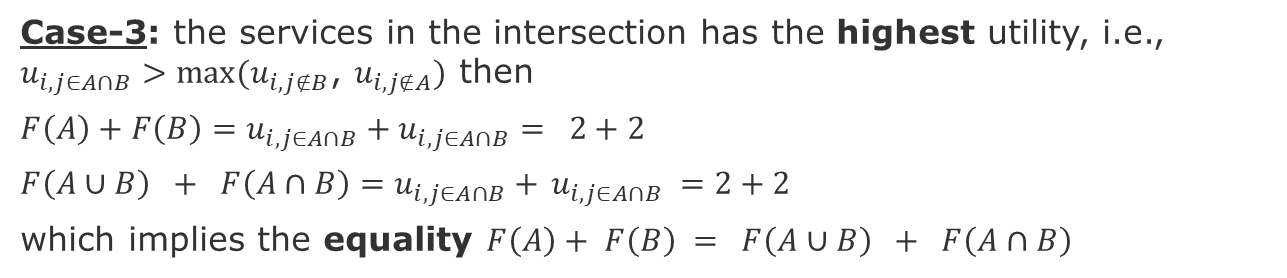 Case-3: the services in the intersection has the highest utility, i.e.,
u_{i,j∈A∩B} > max(u_{i,j∉B}, u_{i,j∉A}) then
F(A) + F(B) = u_{i,j∈A∩B} + u_{i,j∈A∩B} = 2 + 2
F(A ∪ B) + F(A ∩ B) = u_{i,j∈A∩B} + u_{i,j∈A∩B} = 2 + 2
which implies the equality F(A) + F(B) = F(A ∪ B) + F(A ∩ B)